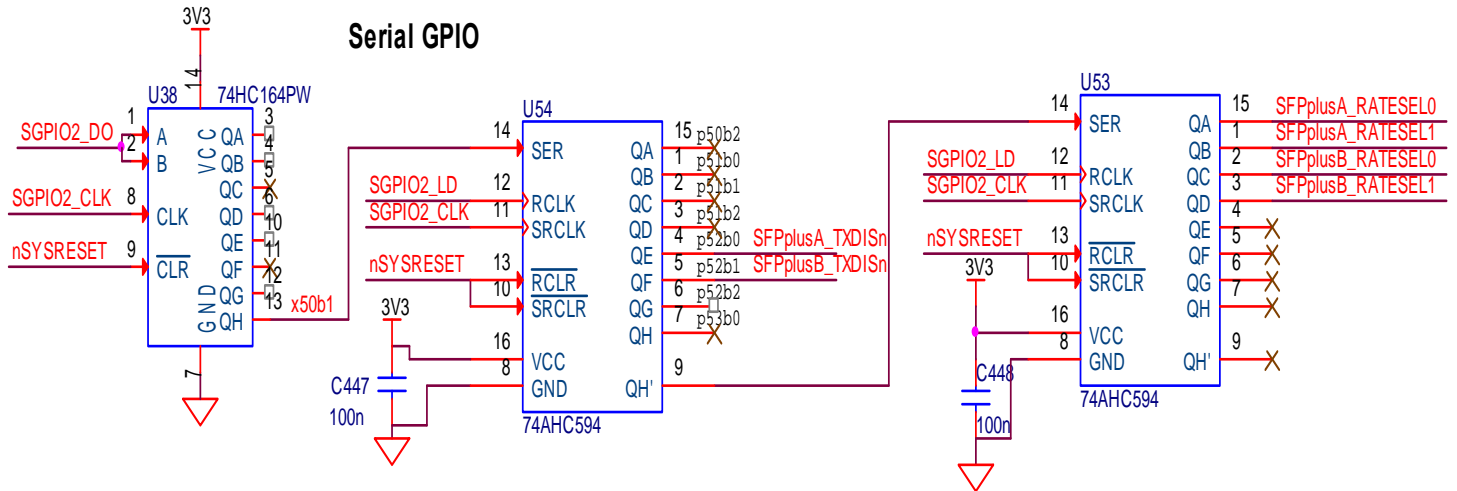 Serial GPIO
3V3
14
U38 74HC164PW
SGPIO2_DO
1
2
A
B
VCC
SGPIO2_CLK
8
CLK
nSYSRESET
9
CLR
GND
7
QA
3
QB
4
QC
5
QD
6
QE
10
QF
11
QG
12
QH
13
x50b1
U54
14
SER
SGPIO2_LD
12
RCLK
SGPIO2_CLK
11
SRCLK
nSYSRESET
13
RCLR
10
SRCLR
3V3
16
VCC
8
GND
C447
100n
QA
15
p50b2
QB
1
p51b0
QC
2
p51b1
QD
3
p51b2
QE
4
p52b0
SFPplusA_TXDISn
QF
5
p52b1
SFPplusB_TXDISn
QG
6
p52b2
QH
7
p53b0
QH'
9
74AHC594
U53
14
SER
SGPIO2_LD
12
RCLK
SGPIO2_CLK
11
SRCLK
nSYSRESET
13
RCLR
10
SRCLR
3V3
16
VCC
8
GND
C448
100n
QA
15
SFPplusA_RATESEL0
QB
1
SFPplusA_RATESEL1
QC
2
SFPplusB_RATESEL0
QD
3
SFPplusB_RATESEL1
QE
4
QF
5
QG
6
QH
7
QH'
9
74AHC594